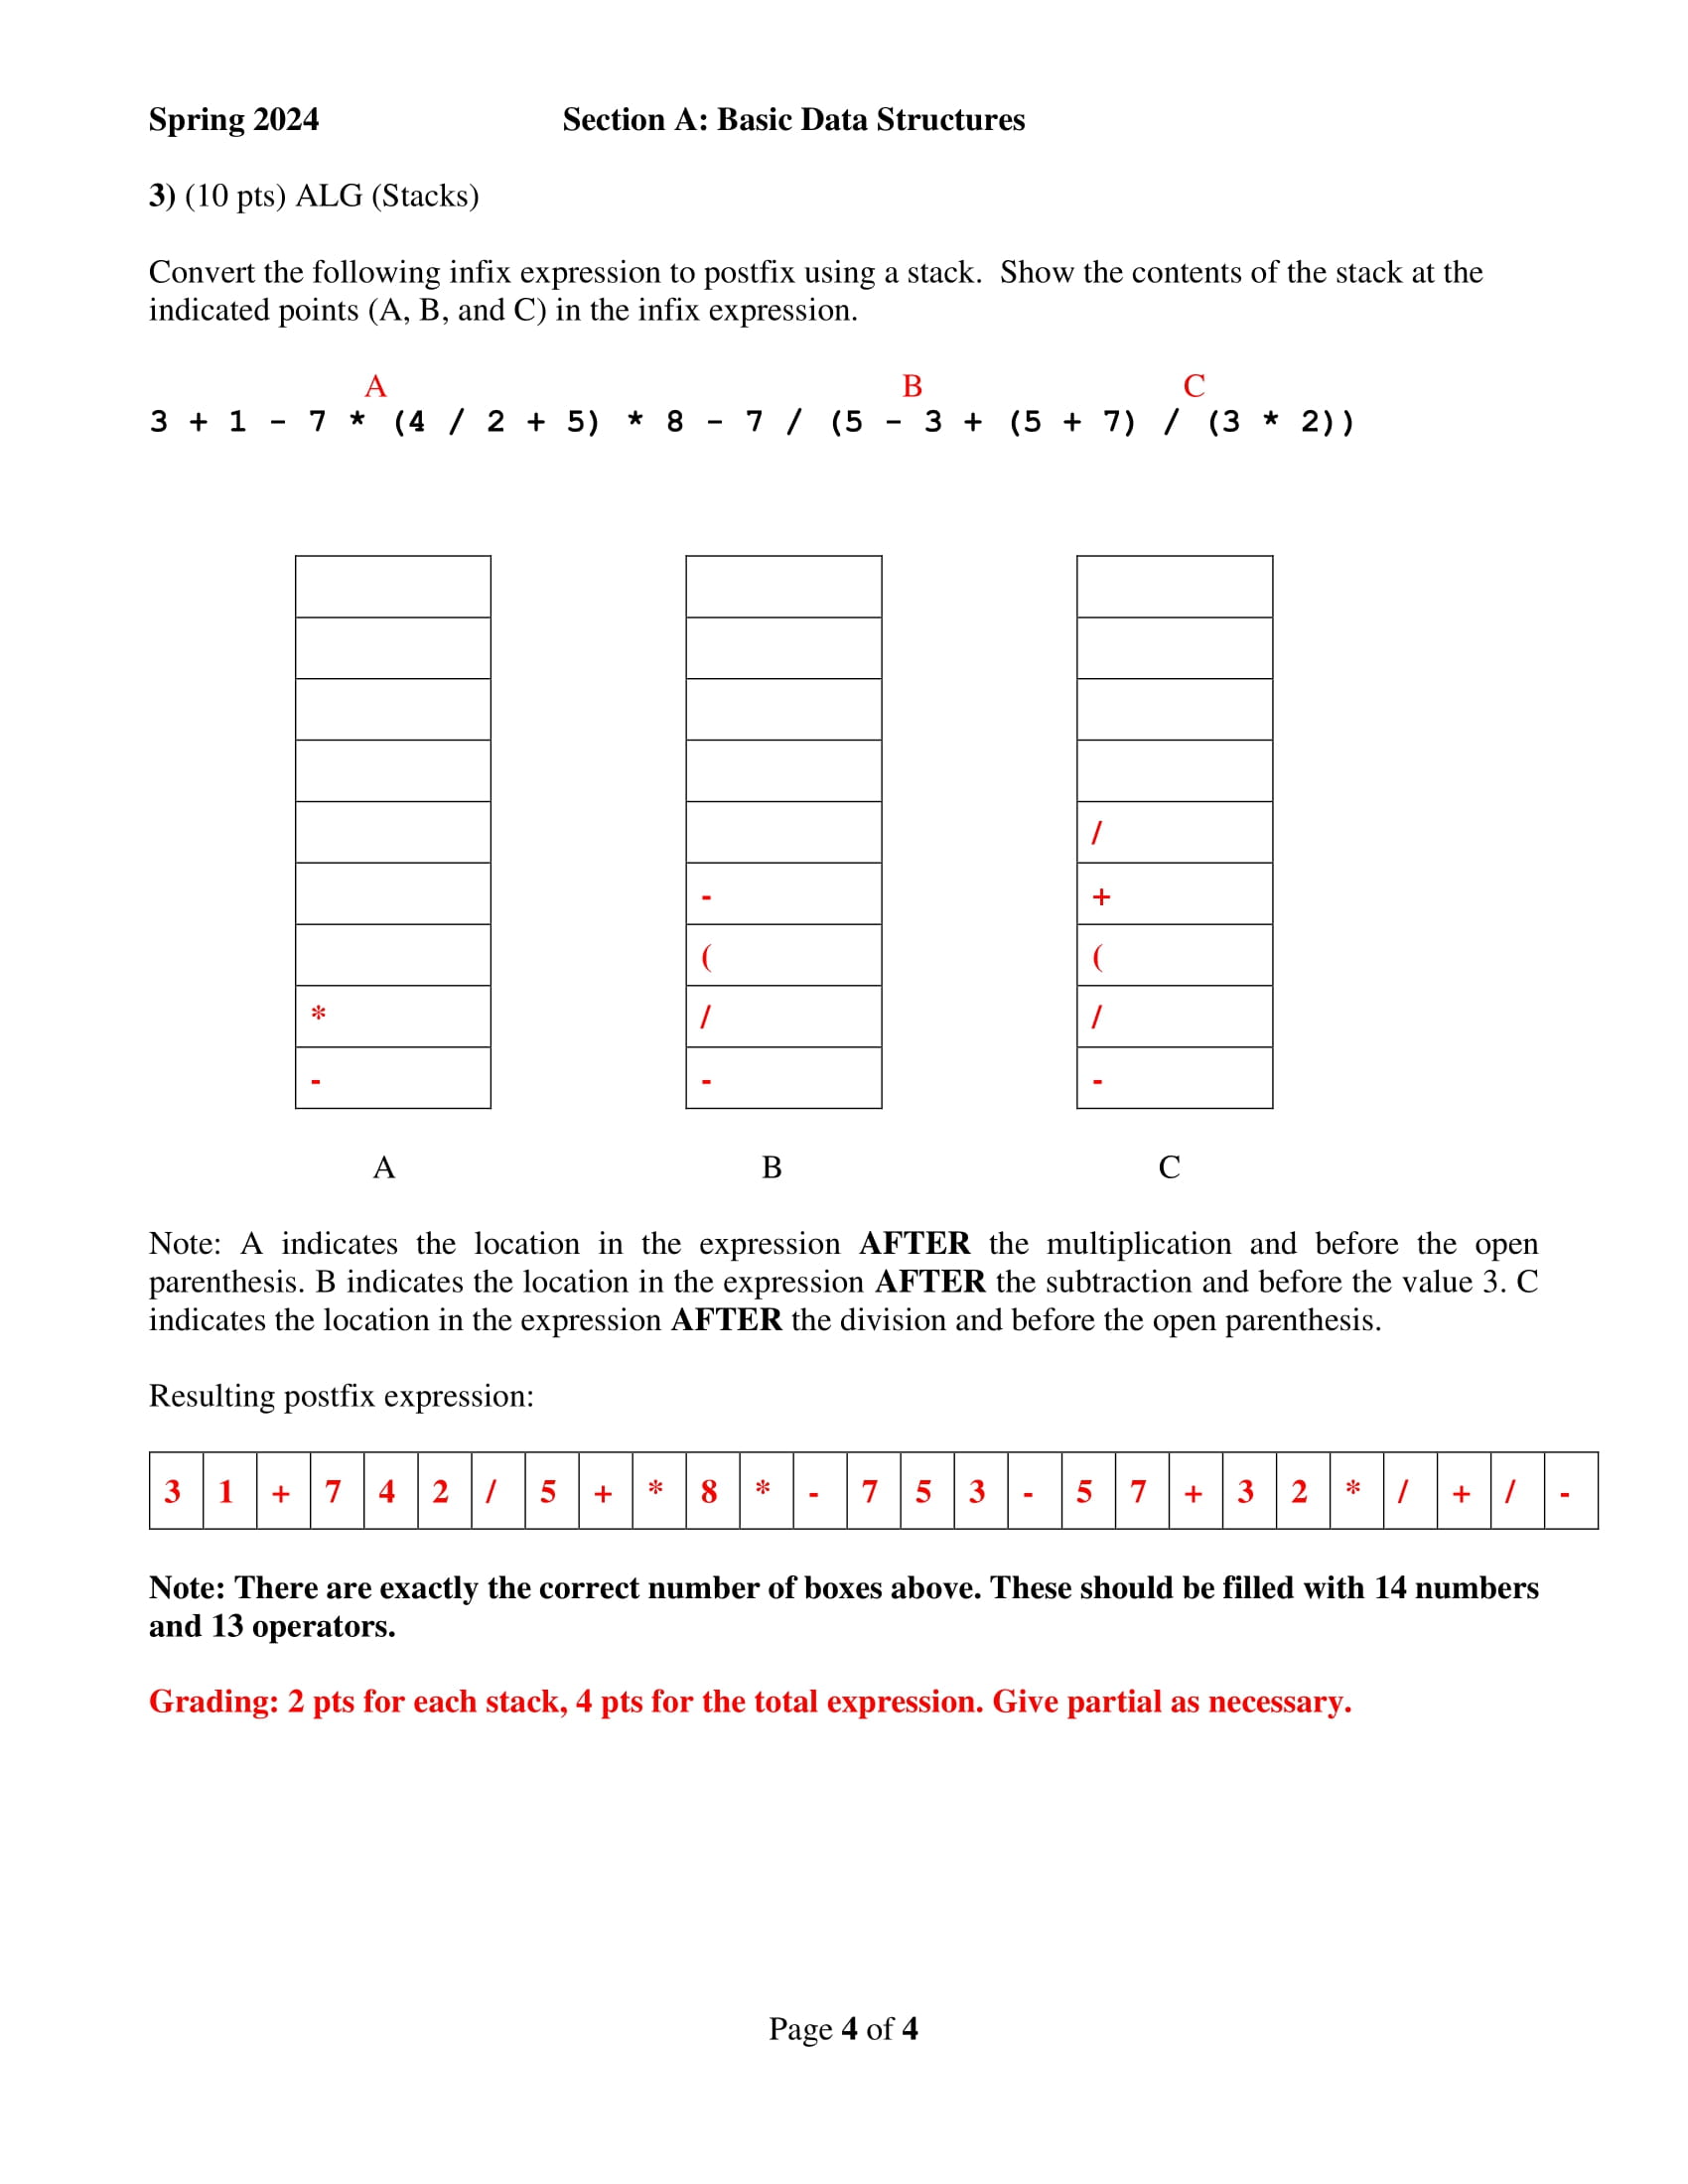 Spring 2024 Section A: Basic Data Structures
3) (10 pts) ALG (Stacks)
Convert the following infix expression to postfix using a stack. Show the contents of the stack at the
indicated points (A, B, and C) in the infix expression.
A B C
3 + 1 - 7 * (4 / 2 + 5) * 8 - 7 / (5 - 3 + (5 + 7) / (3 * 2))
/
- +
( (
* / /
- - -
A B C
Note: A indicates the location in the expression AFTER the multiplication and before the open
parenthesis. B indicates the location in the expression AFTER the subtraction and before the value 3. C
indicates the location in the expression AFTER the division and before the open parenthesis.
Resulting postfix expression:
3 1 + 7 4 2 / 5 + * 8 * - 7 5 3 - 5 7 + 3 2 * / + / -
Note: There are exactly the correct number of boxes above. These should be filled with 14 numbers
and 13 operators.
Grading: 2 pts for each stack, 4 pts for the total expression. Give partial as necessary.
Page 4 of 4